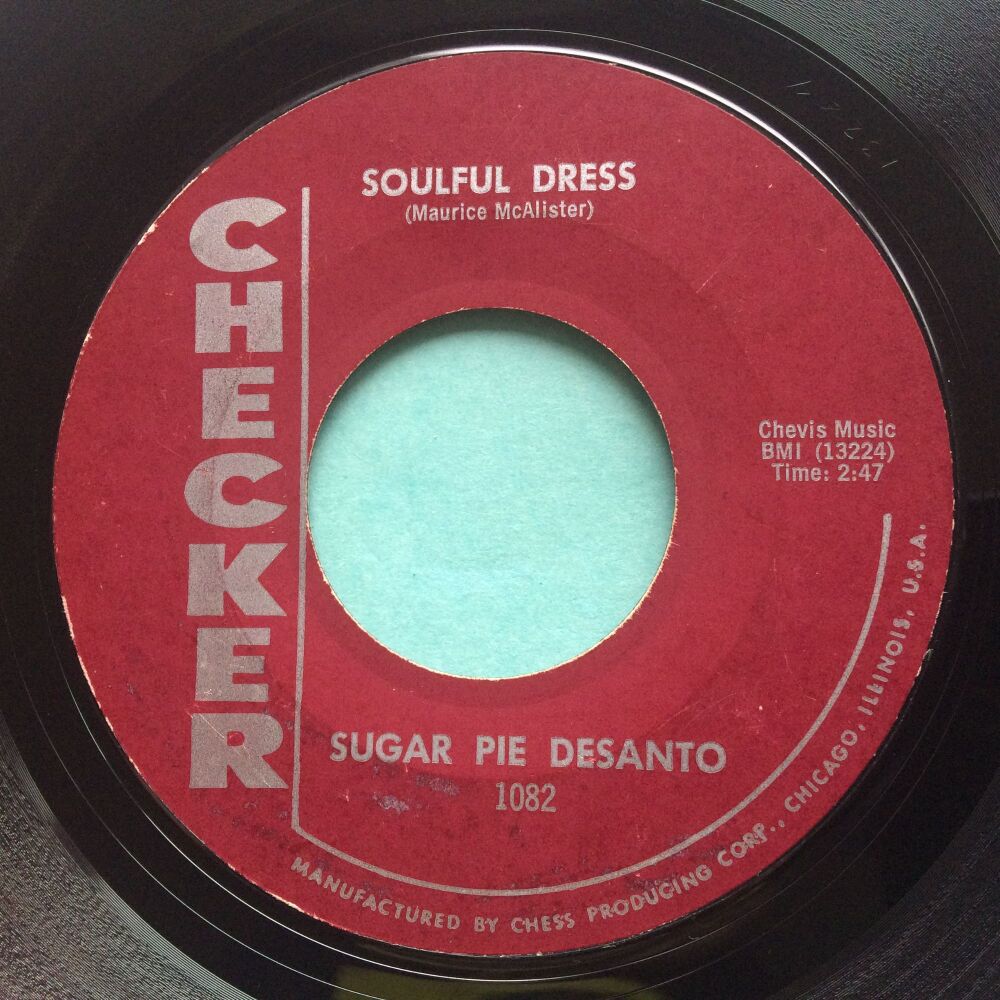 SOULFUL DRESS
(Maurice McAlister)
CHECKER
Chevis Music
BMI (13224)
Time: 2:47
SUGAR PIE DESANTO
1082
MANUFACTURED BY CHESS PRODUCING CORP., CHICAGO, ILLINOIS, U.S.A.